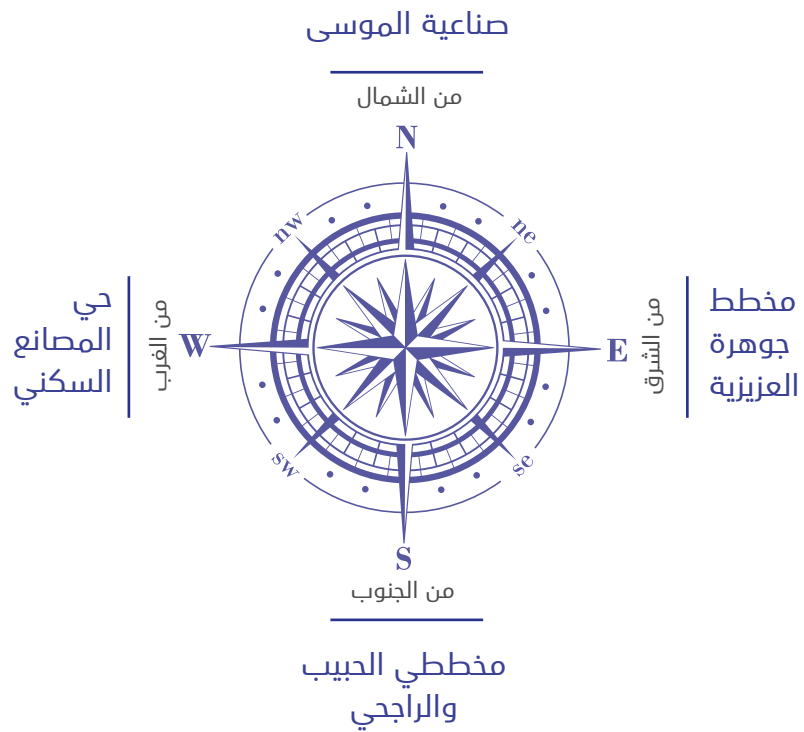 صناعية الموسى
من الشمال
N
nw
ne
حي
المصانع
السكني
من الغرب
W
E
من الشرق
مخطط
جوهرة
العزيزية
sw
se
S
من الجنوب
مخططي الحبيب
والراجحي